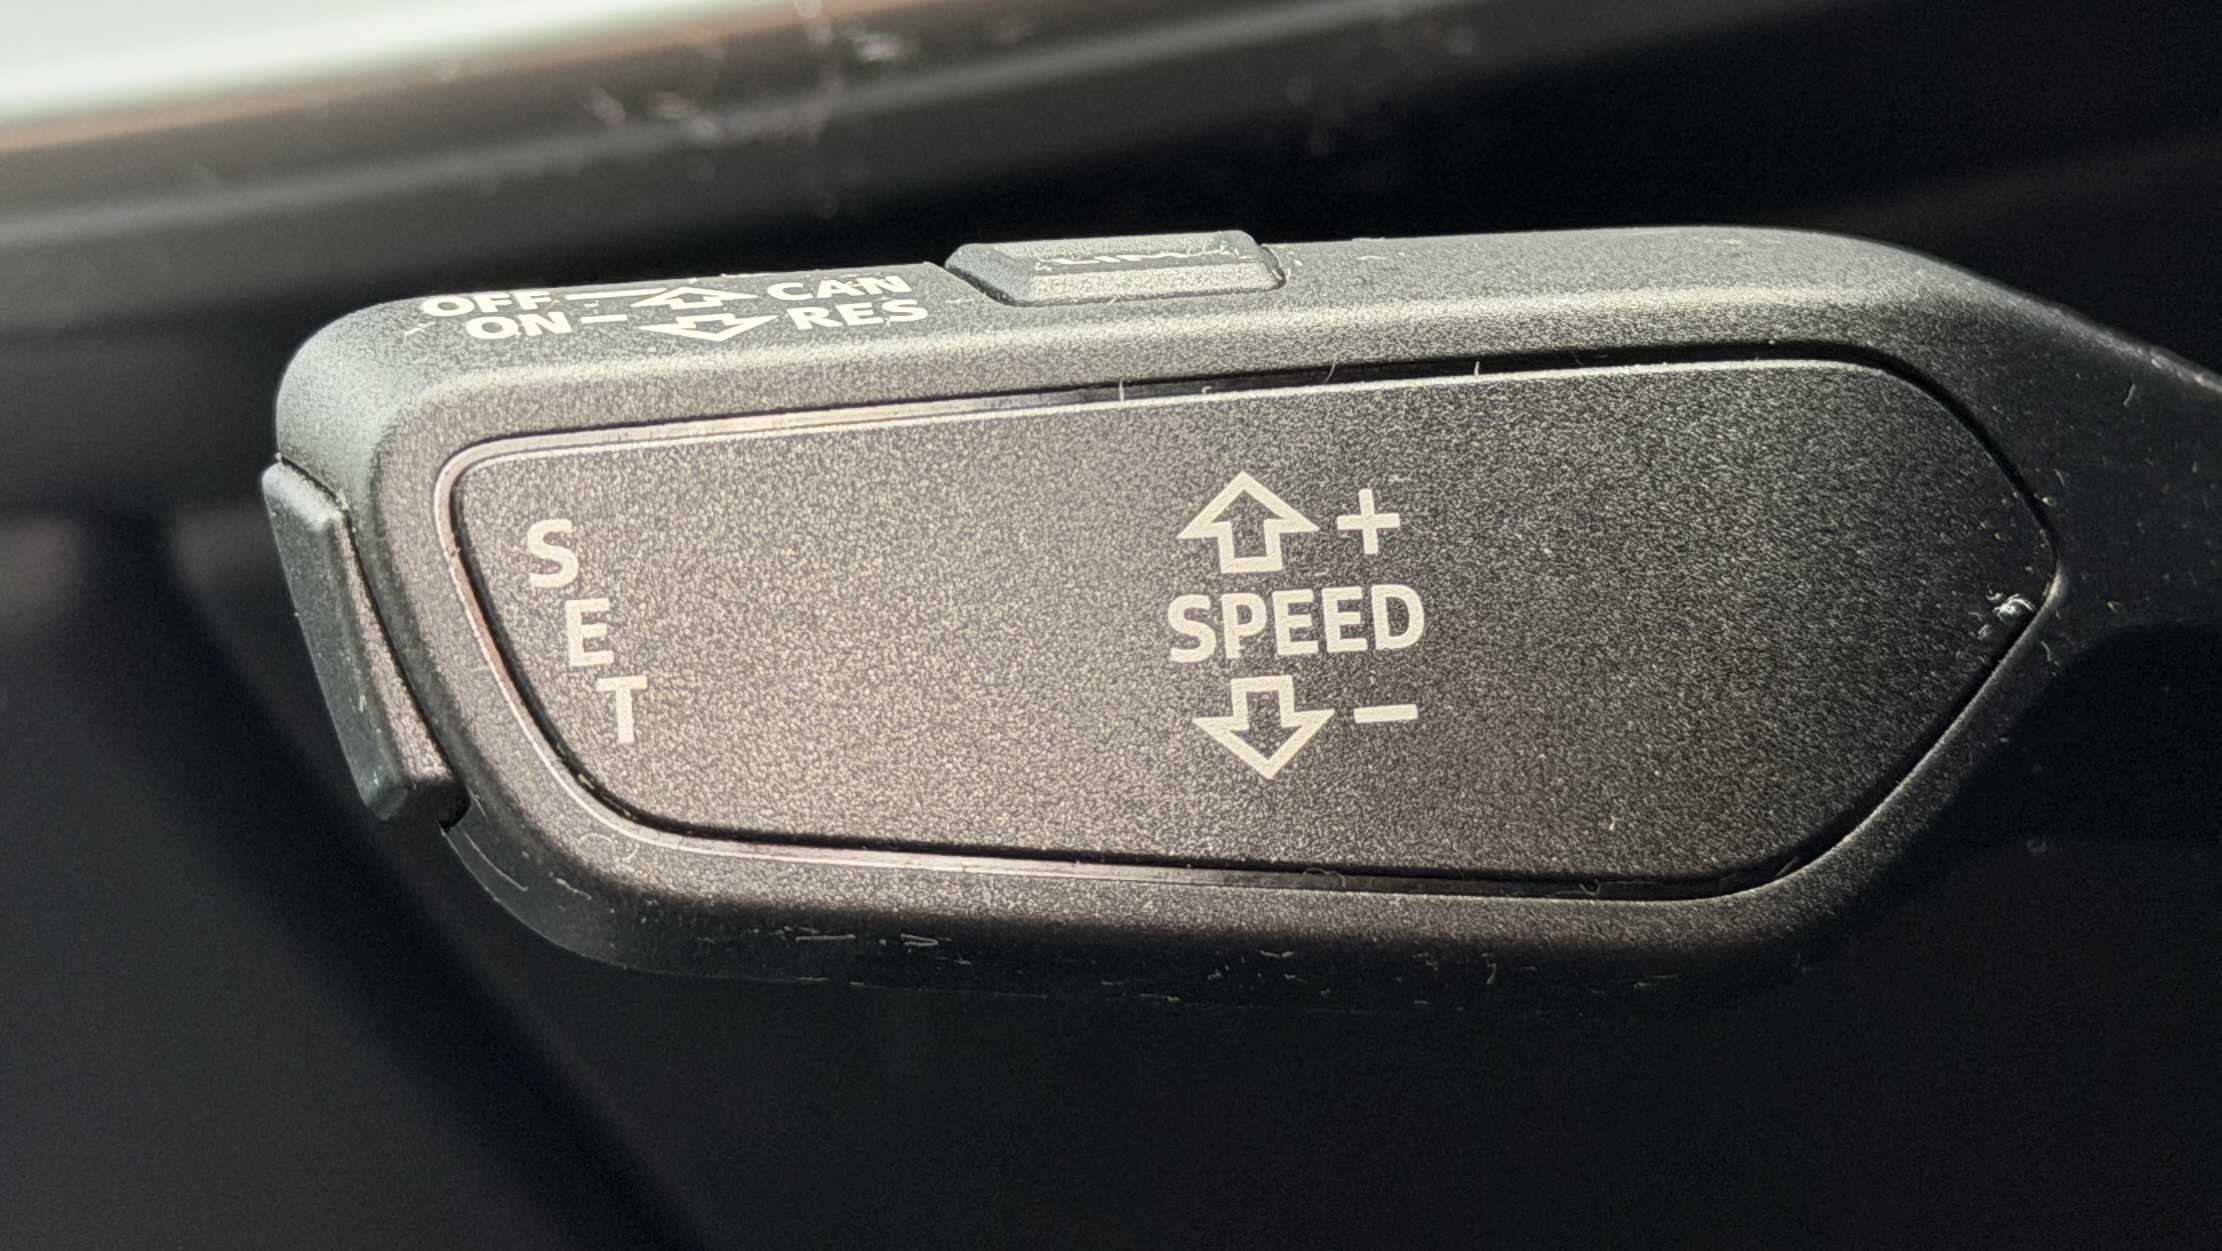 OFF CAN
ON RES
S
E
T
+
SPEED
-